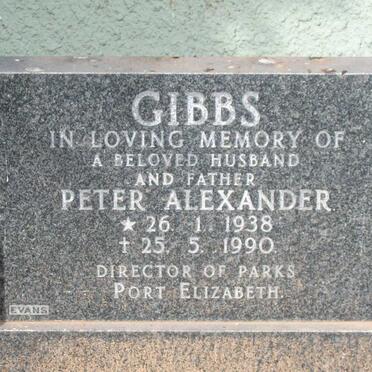 GIBBS
IN LOVING MEMORY OF
A BELOVED HUSBAND
AND FATHER
PETER ALEXANDER
★ 26. 1. 1938
† 25. 5. 1990
DIRECTOR OF PARKS
PORT ELIZABETH.
EVANS